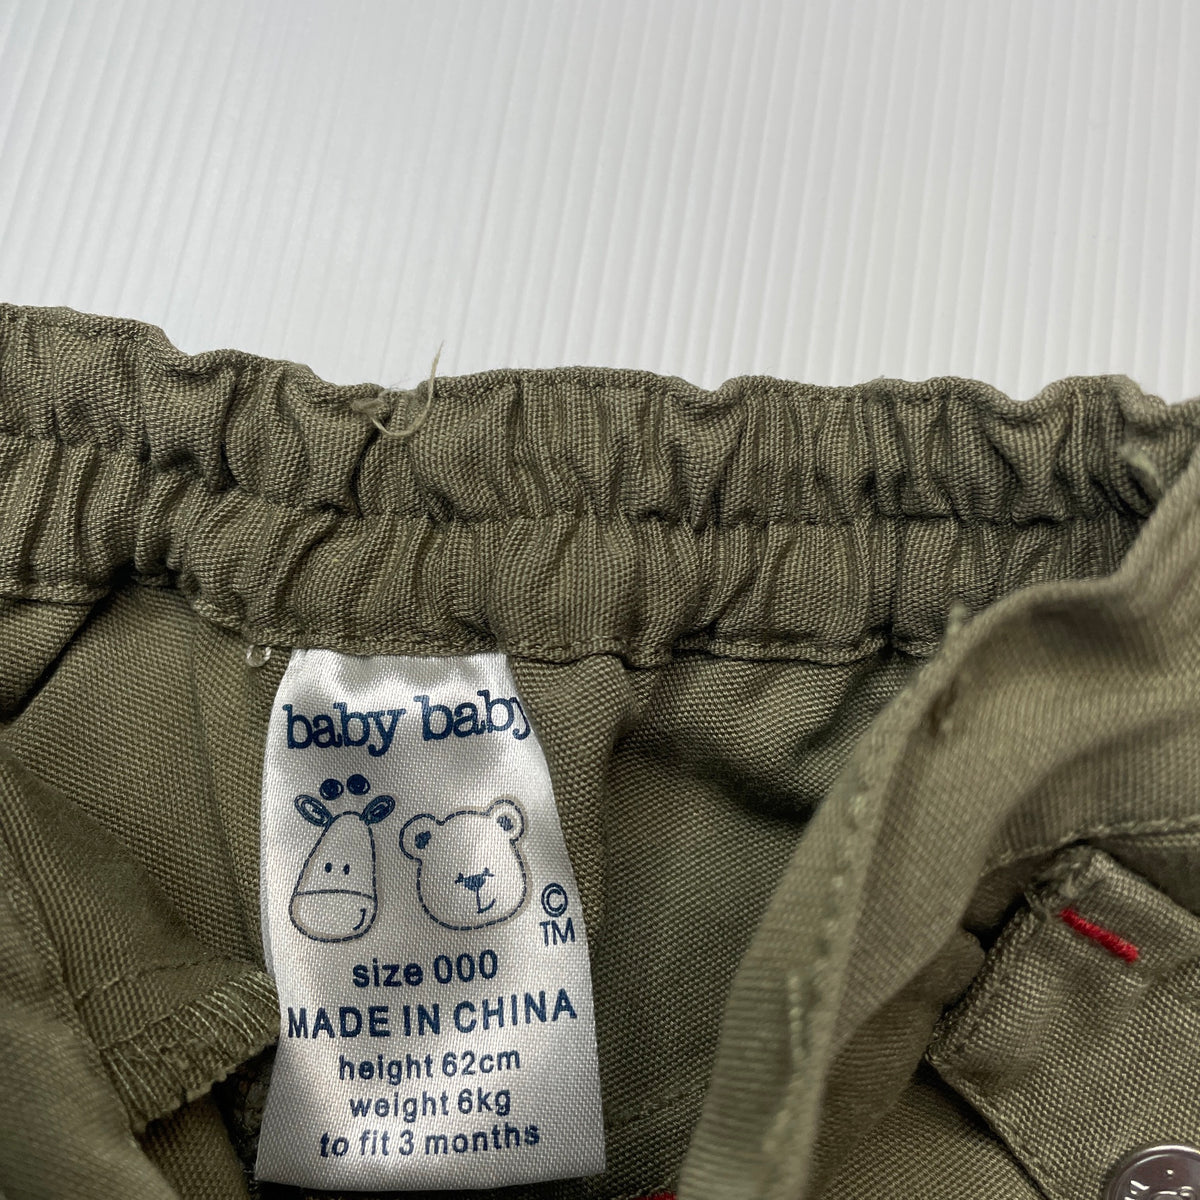 baby baby
©
TM
size 000
MADE IN CHINA
height 62cm
weight 6kg
to fit 3 months